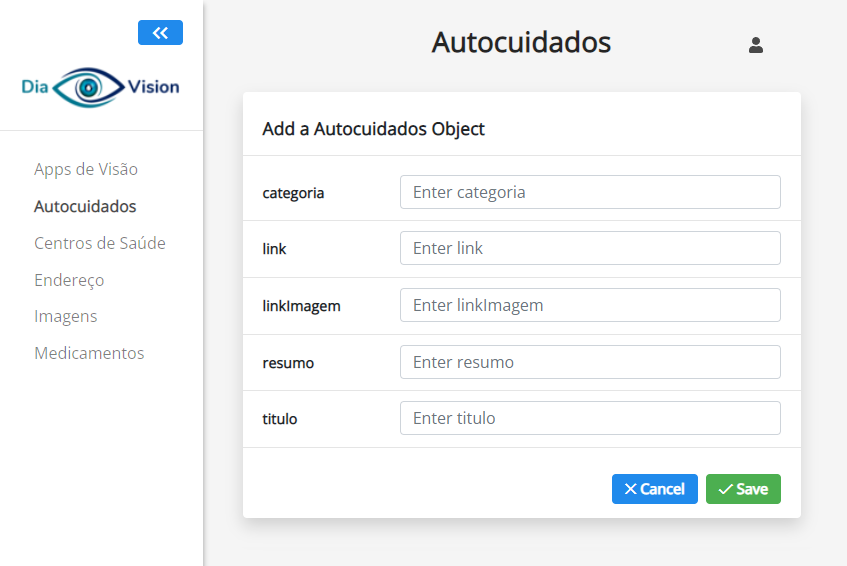 Dia Vision
Apps de Visão
Autocuidados
Centros de Saúde
Endereço
Imagens
Medicamentos
Autocuidados
Add a Autocuidados Object
categoria Enter categoria
link Enter link
linkImagem Enter linkImagem
resumo Enter resumo
titulo Enter titulo
Cancel Save